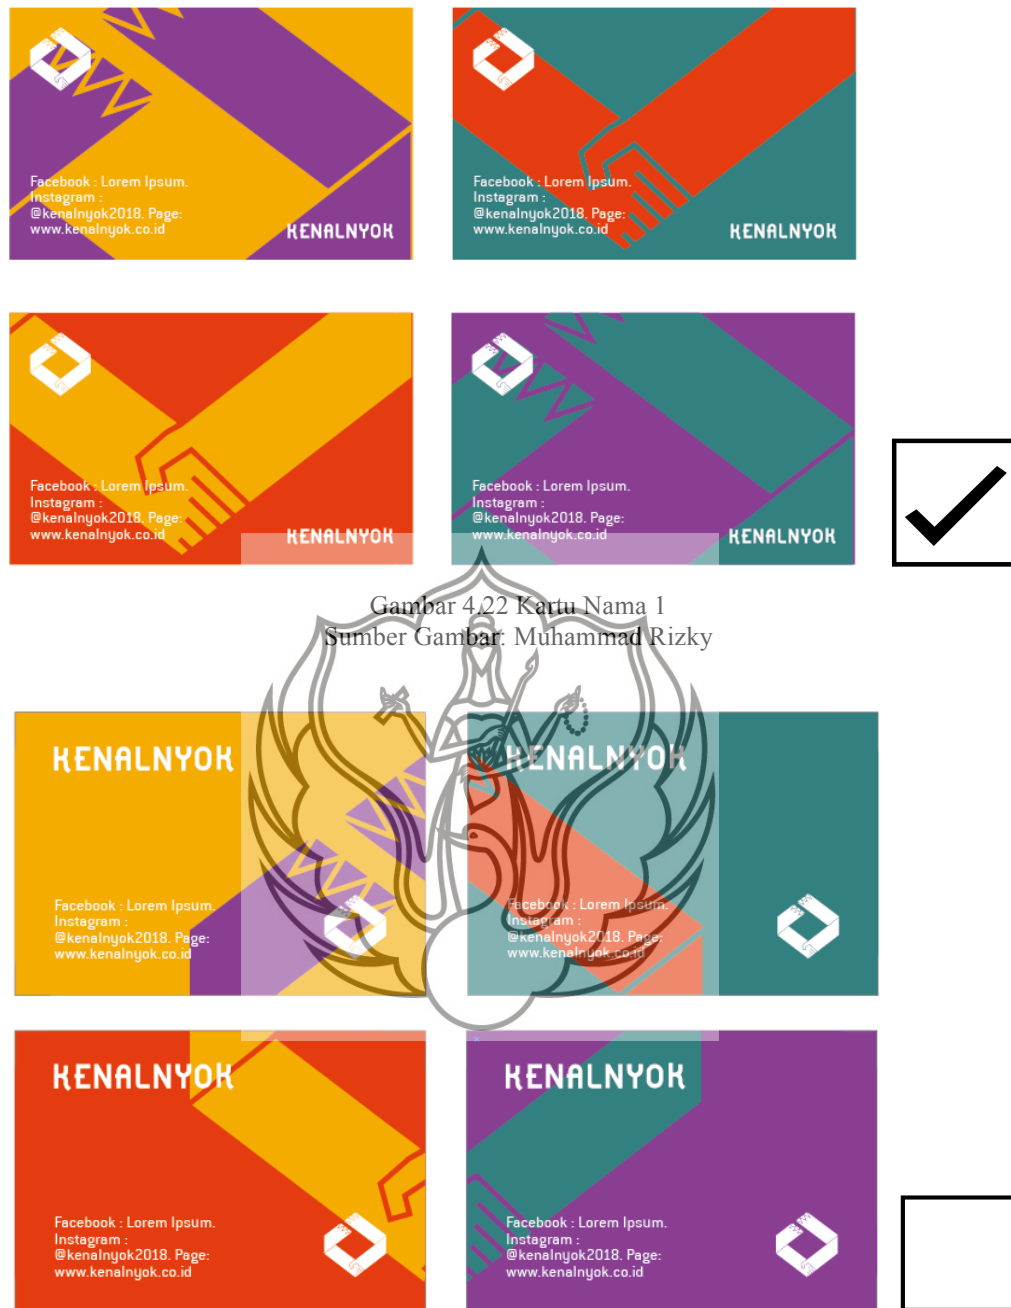 Facebook : Lorem Ipsum.
Instagram :
@kenalnyok2018. Page:
www.kenalnyok.co.id
KENALNYOK
Facebook : Lorem Ipsum.
Instagram :
@kenalnyok2018. Page:
www.kenalnyok.co.id
KENALNYOK
Facebook : Lorem Ipsum.
Instagram :
@kenalnyok2018. Page:
www.kenalnyok.co.id
KENALNYOK
Facebook : Lorem Ipsum.
Instagram :
@kenalnyok2018. Page:
www.kenalnyok.co.id
KENALNYOK
Gambar 4.22 Kartu Nama 1
Sumber Gambar: Muhammad Rizky
KENALNYOK
Facebook : Lorem Ipsum.
Instagram :
@kenalnyok2018. Page:
www.kenalnyok.co.id
KENALNYOK
Facebook : Lorem Ipsum.
Instagram :
@kenalnyok2018. Page:
www.kenalnyok.co.id
KENALNYOK
Facebook : Lorem Ipsum.
Instagram :
@kenalnyok2018. Page:
www.kenalnyok.co.id
KENALNYOK
Facebook : Lorem Ipsum.
Instagram :
@kenalnyok2018. Page:
www.kenalnyok.co.id